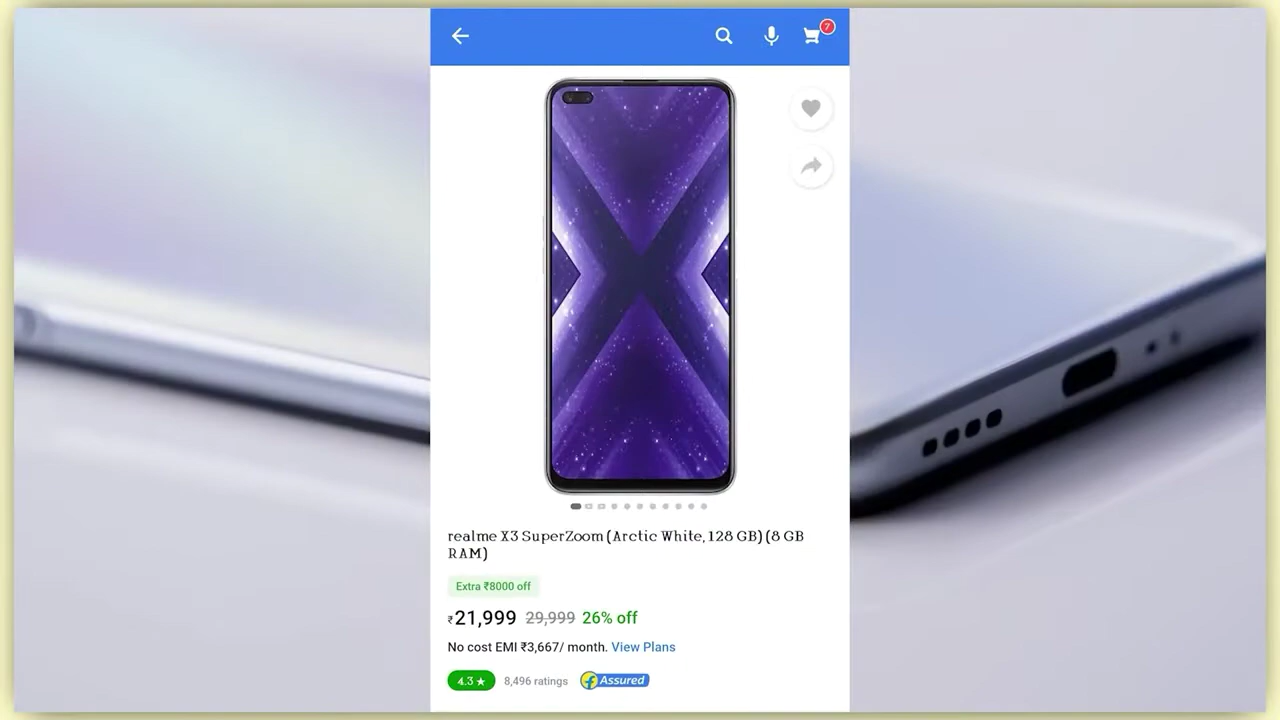 7
realme X3 SuperZoom (Arctic White, 128 GB) (8 GB
RAM)
Extra ₹8000 off
₹21,999 29,999 26% off
No cost EMI ₹3,667/ month. View Plans
4.3 ★ 8,496 ratings f Assured